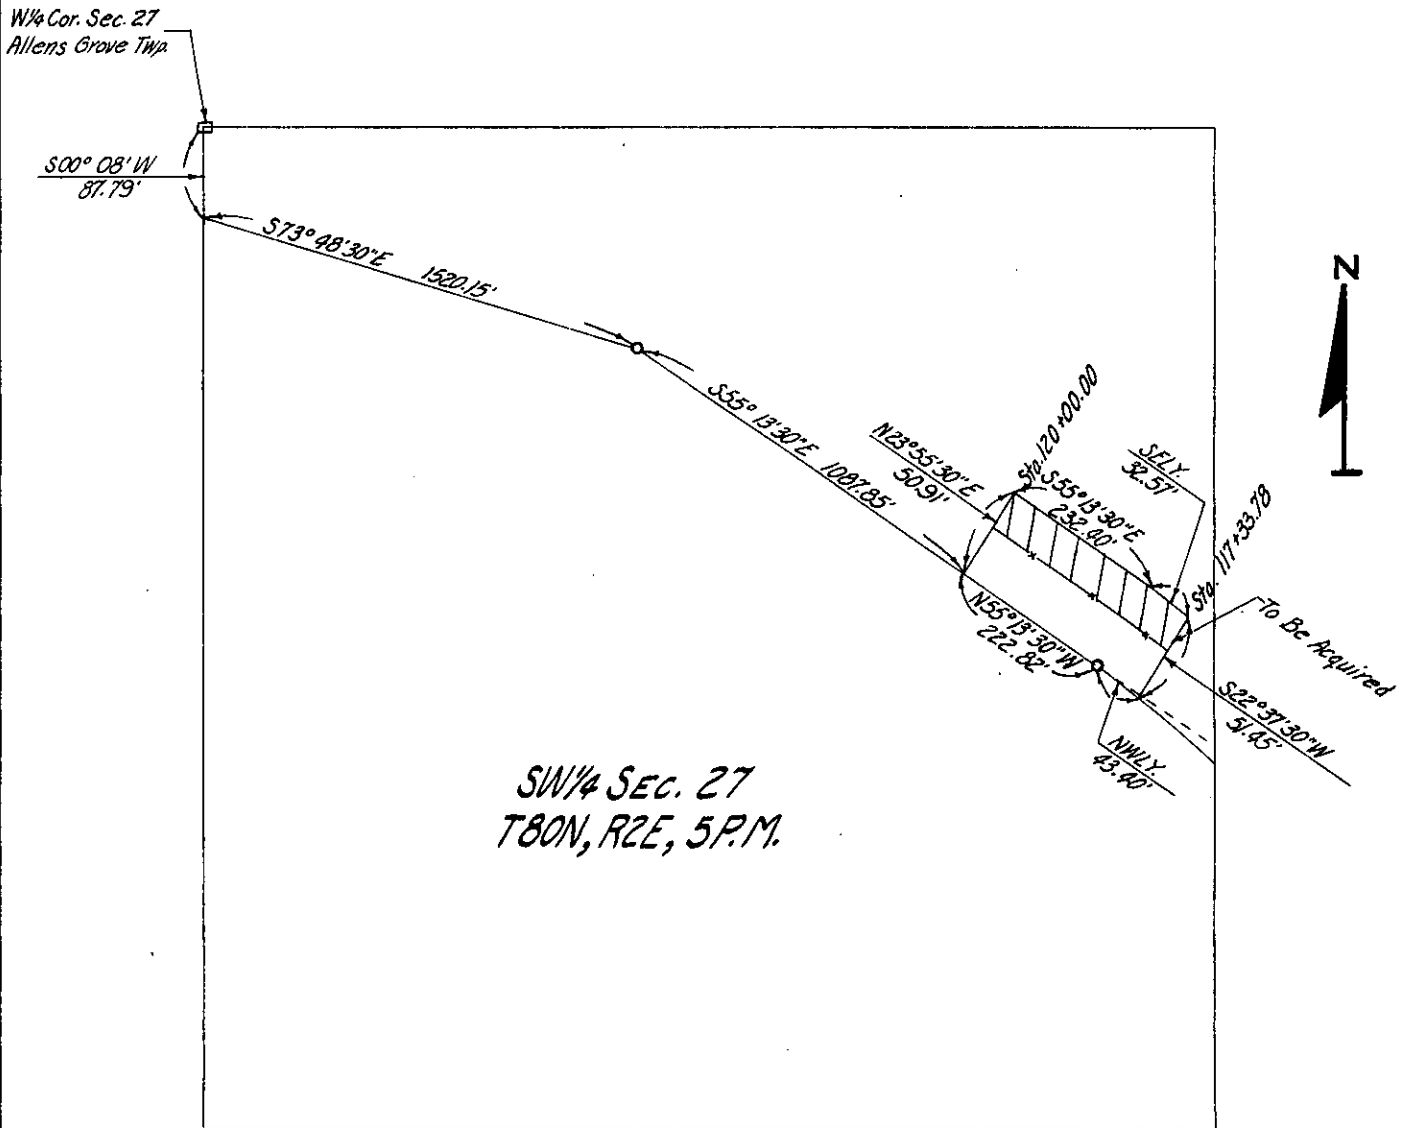 W¼ Cor. Sec. 27
Allens Grove Twp.
S00° 08' W
87.79'
S73° 48'30"E 1520.15'
N
S55° 13'30"E 1087.85'
N23°55'30"E
50.91'
Sta. 120+00.00
S55°13'30"E
232.40'
SELY.
32.57'
Sta. 117+33.78
To Be Acquired
N55°13'30"W
222.82'
S22°37'30"W
51.45'
NWLY.
43.40'
SW¼ SEC. 27
T80N, R2E, 5P.M.